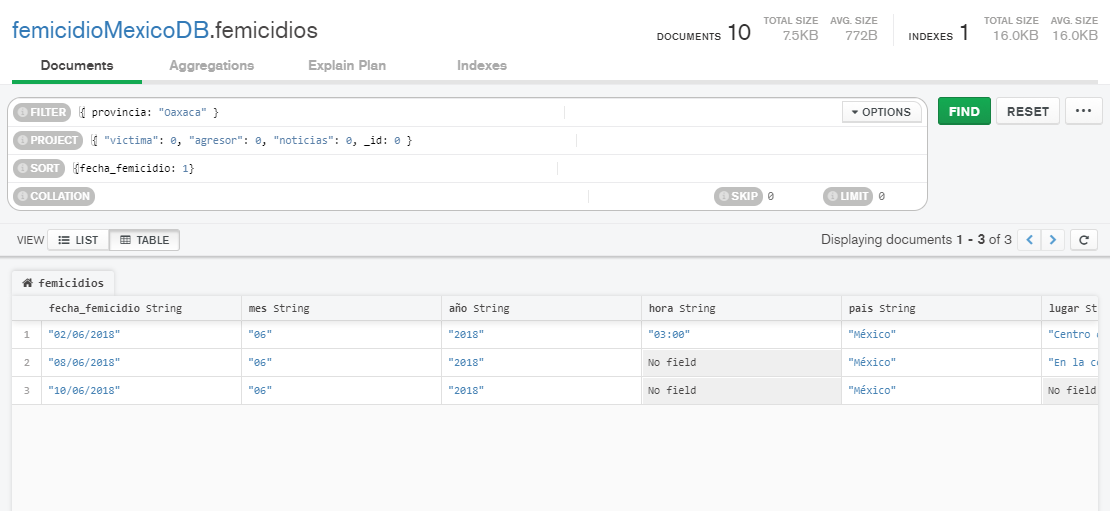 femicidioMexicoDB.femicidios
DOCUMENTS 10 TOTAL SIZE 7.5KB AVG. SIZE 772B INDEXES 1 TOTAL SIZE 16.0KB AVG. SIZE 16.0KB
Documents Aggregations Explain Plan Indexes
FILTER { provincia: "Oaxaca" } OPTIONS FIND RESET ...
PROJECT { "victima": 0, "agresor": 0, "noticias": 0, _id: 0 }
SORT {fecha_femicidio: 1}
COLLATION SKIP 0 LIMIT 0
VIEW LIST TABLE Displaying documents 1 - 3 of 3
femicidios
fecha_femicidio String mes String año String hora String pais String lugar St
1 "02/06/2018" "06" "2018" "03:00" "México" "Centro
2 "08/06/2018" "06" "2018" No field "México" "En la c
3 "10/06/2018" "06" "2018" No field "México" No field